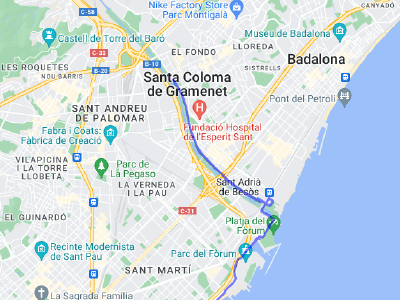 C-58
Nike Factory Store
Parc Montigalà
CANYADÓ
Castell de Torre del Baro
C-33
EL FONDO
LLOREDA
Museu de Badalona
B-10
SISTRELLS
Badalona
LES ROQUETES
B-20
NOU BARRIS
Santa Coloma
de Gramenet
H
Pont del Petroli
SANT ANDREU
DE PALOMAR
Fundació Hospital
de l'Esperit Sant
Fabra i Coats:
Fàbrica de Creació
VILAPICINA
I LA TORRE
LLOBETA
Parc de
La Pegaso
LA VERNEDA
I LA PAU
Sant Adrià
de Besòs
C-31
EL GUINARDÓ
Platja del
Fòrum
Recinte Modernista
de Sant Pau
Parc del Fòrum
SANT MARTÍ
La Sagrada Família